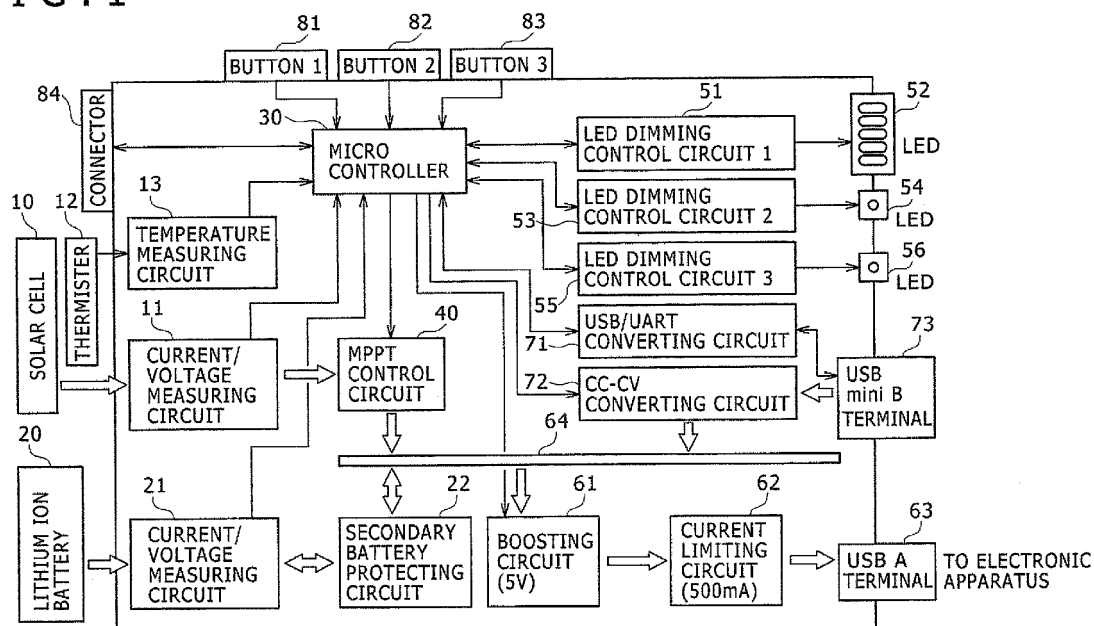 FIG. 1
81
82
83
BUTTON 1
BUTTON 2
BUTTON 3
84
CONNECTOR
30
MICRO
CONTROLLER
51
LED DIMMING
CONTROL CIRCUIT 1
52
LED
53
LED DIMMING
CONTROL CIRCUIT 2
54
LED
55
LED DIMMING
CONTROL CIRCUIT 3
56
LED
10
SOLAR CELL
12
THERMISTER
13
TEMPERATURE
MEASURING
CIRCUIT
11
CURRENT/
VOLTAGE
MEASURING
CIRCUIT
40
MPPT
CONTROL
CIRCUIT
71
USB/UART
CONVERTING CIRCUIT
72
CC-CV
CONVERTING CIRCUIT
73
USB
mini B
TERMINAL
64
20
LITHIUM ION
BATTERY
21
CURRENT/
VOLTAGE
MEASURING
CIRCUIT
22
SECONDARY
BATTERY
PROTECTING
CIRCUIT
61
BOOSTING
CIRCUIT
(5V)
62
CURRENT
LIMITING
CIRCUIT
(500mA)
63
USB A
TERMINAL
TO ELECTRONIC
APPARATUS